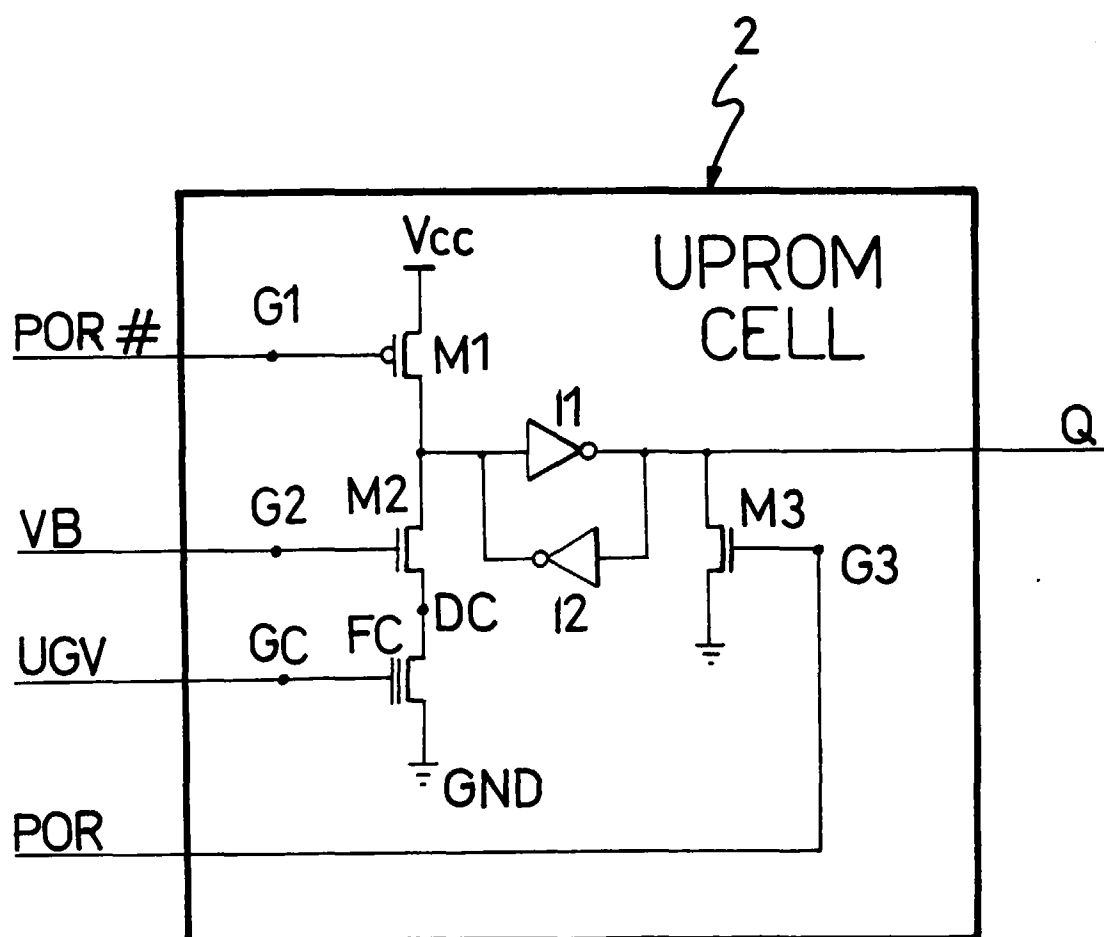 2
Vcc
UPROM
CELL
POR #
G1
M1
I1
Q
VB
G2
M2
M3
G3
I2
DC
UGV
GC
FC
GND
POR